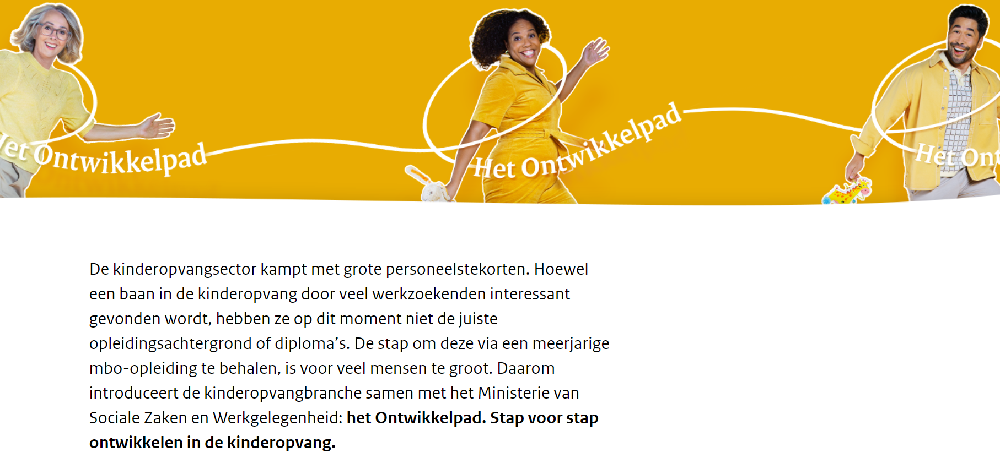 Het Ontwikkelpad
Het Ontwikkelpad
Het Ont
De kinderopvangsector kampt met grote personeelstekorten. Hoewel
een baan in de kinderopvang door veel werkzoekenden interessant
gevonden wordt, hebben ze op dit moment niet de juiste
opleidingsachtergrond of diploma’s. De stap om deze via een meerjarige
mbo-opleiding te behalen, is voor veel mensen te groot. Daarom
introduceert de kinderopvangbranche samen met het Ministerie van
Sociale Zaken en Werkgelegenheid: het Ontwikkelpad. Stap voor stap
ontwikkelen in de kinderopvang.